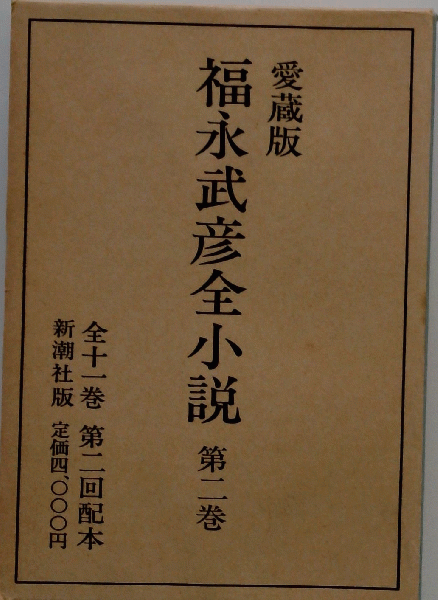 愛蔵版
福永武彦全小説 第二巻
全十一巻 第二回配本
新潮社版 定価四、〇〇〇円